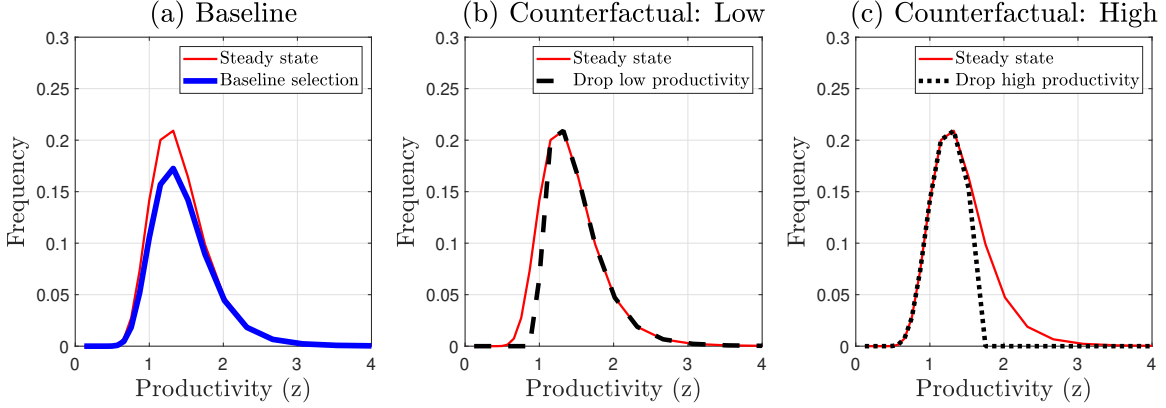 (a) Baseline
0.3
0.25
0.2
0.15
0.1
0.05
0
Frequency
Steady state
Baseline selection
0 1 2 3 4
Productivity (z)
(b) Counterfactual: Low
0.3
0.25
0.2
0.15
0.1
0.05
0
Frequency
Steady state
Drop low productivity
0 1 2 3 4
Productivity (z)
(c) Counterfactual: High
0.3
0.25
0.2
0.15
0.1
0.05
0
Frequency
Steady state
Drop high productivity
0 1 2 3 4
Productivity (z)